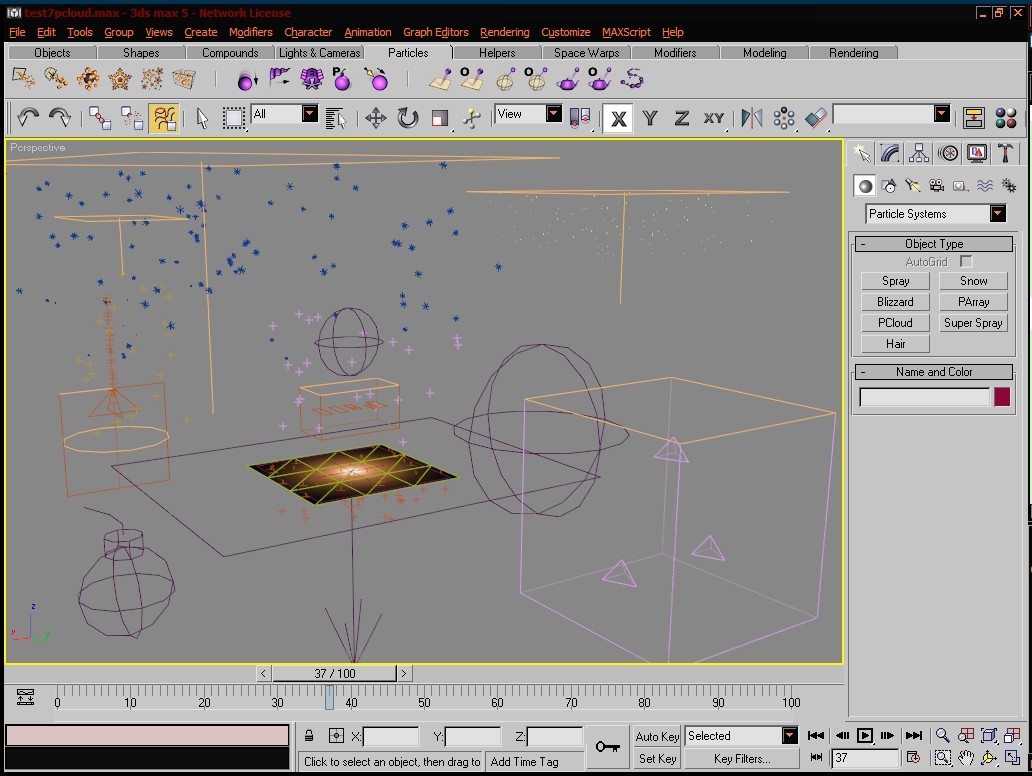 test7pcloud.max - 3ds max 5 - Network License
File Edit Tools Group Views Create Modifiers Character Animation Graph Editors Rendering Customize MAXScript Help
Objects Shapes Compounds Lights & Cameras Particles Helpers Space Warps Modifiers Modeling Rendering
All View X Y Z XY
Perspective
Particle Systems
- Object Type
AutoGrid
Spray Snow
Blizzard PArray
PCloud Super Spray
Hair
- Name and Color
z
y
< 37 / 100 >
0 10 20 30 40 50 60 70 80 90 100
X: Y: Z: Auto Key Selected
Click to select an object, then drag to Add Time Tag Set Key Key Filters... 37